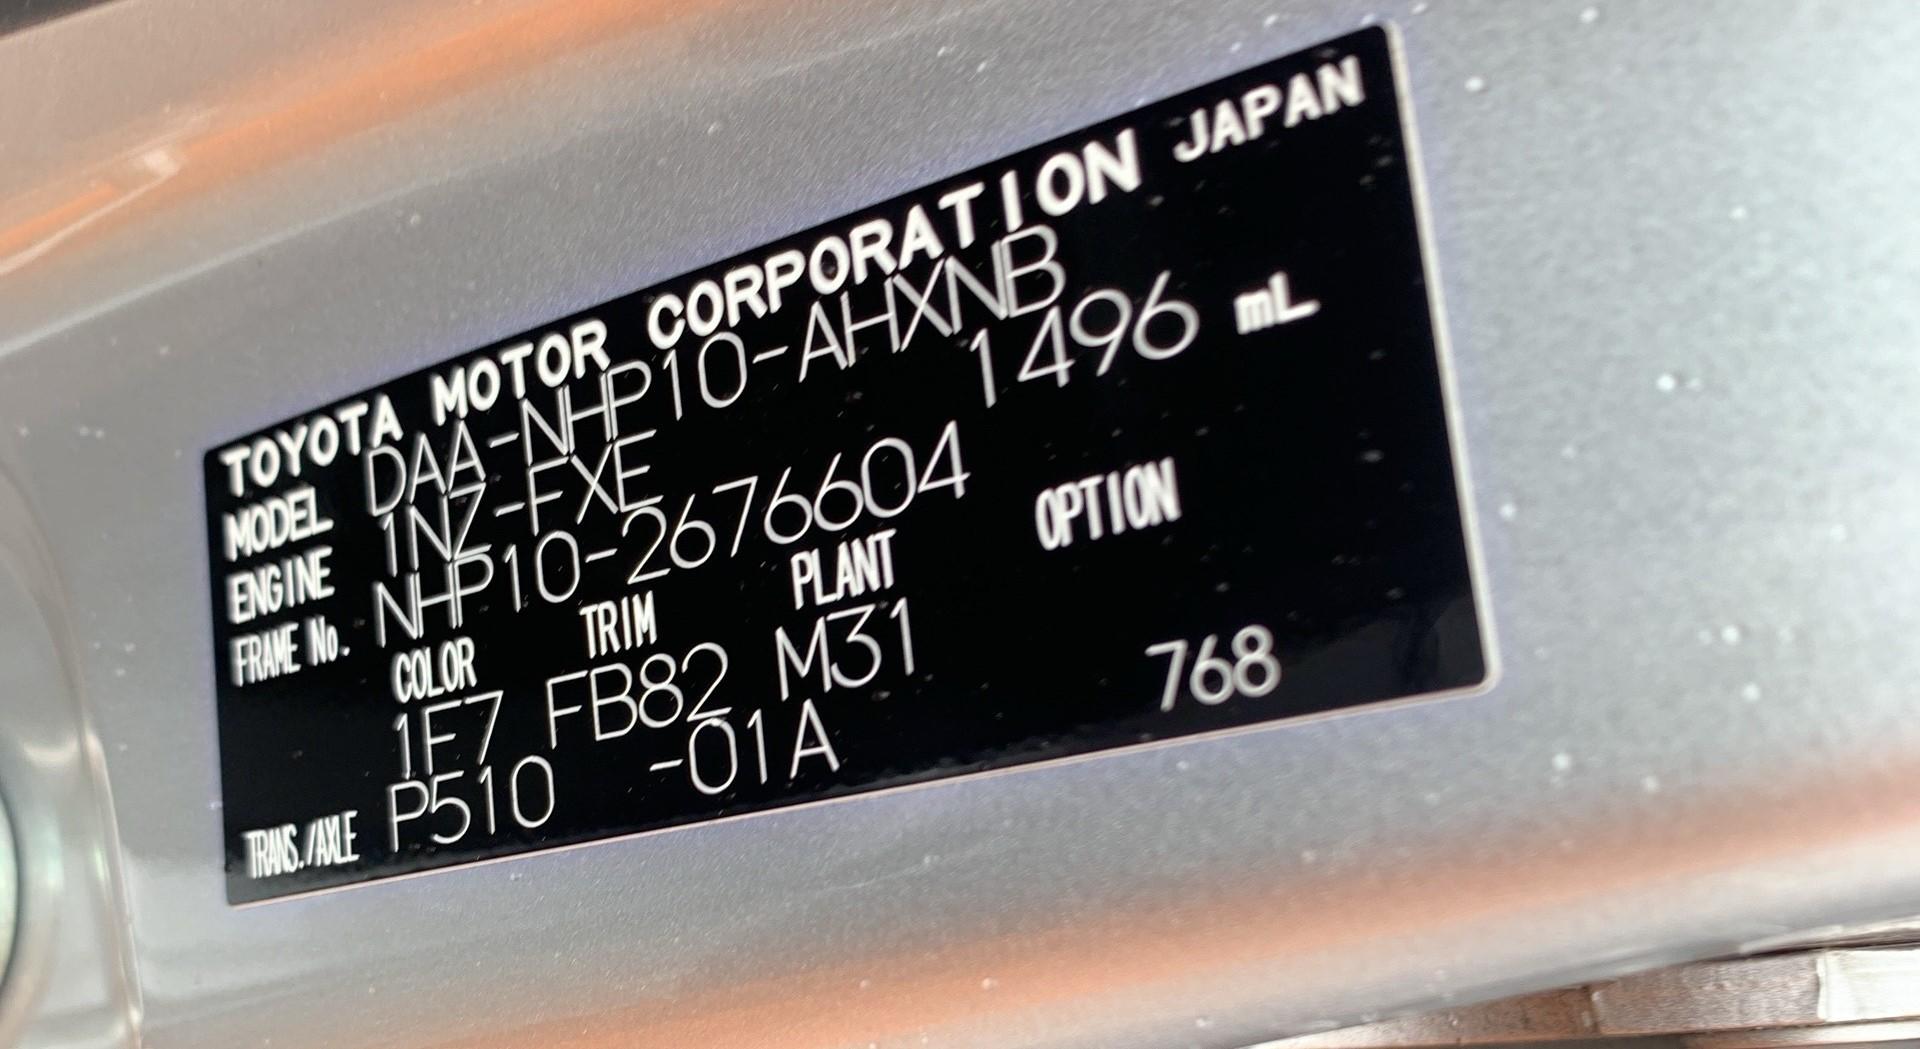 TOYOTA MOTOR CORPORATION JAPAN
MODEL DAA-NHP10-AHXNB
ENGINE 1NZ-FXE 1496 mL
FRAME No. NHP10-2676604
COLOR TRIM PLANT OPTION
1F7 FB82 M31
TRANS./AXLE P510 -01A 768